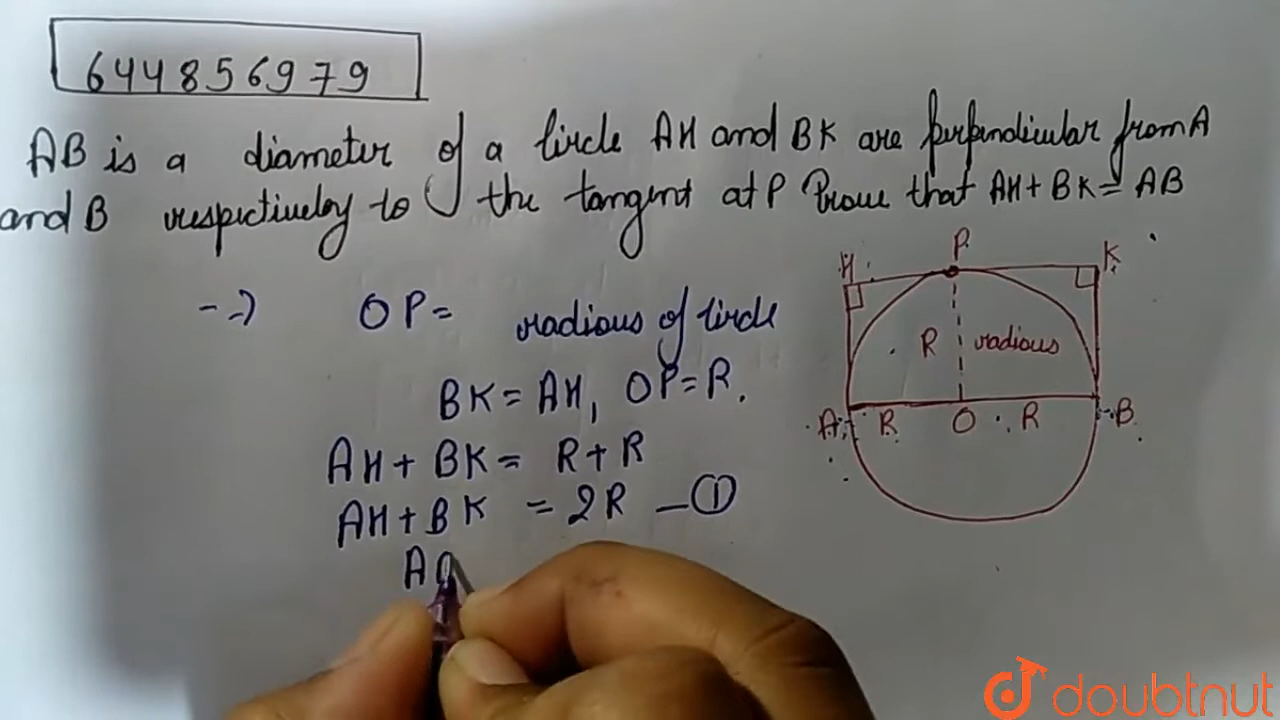 644856979
AB is a diameter of a circle AH and BK are perpendicular from A
and B respectively to the tangent at P Prove that AH+BK=AB
P
H
K
--> OP= radious of circle
R radious
BK=AH, OP=R.
A R O R B
AH+BK= R+R
AH+BK =2R -①
AO
doubtnut